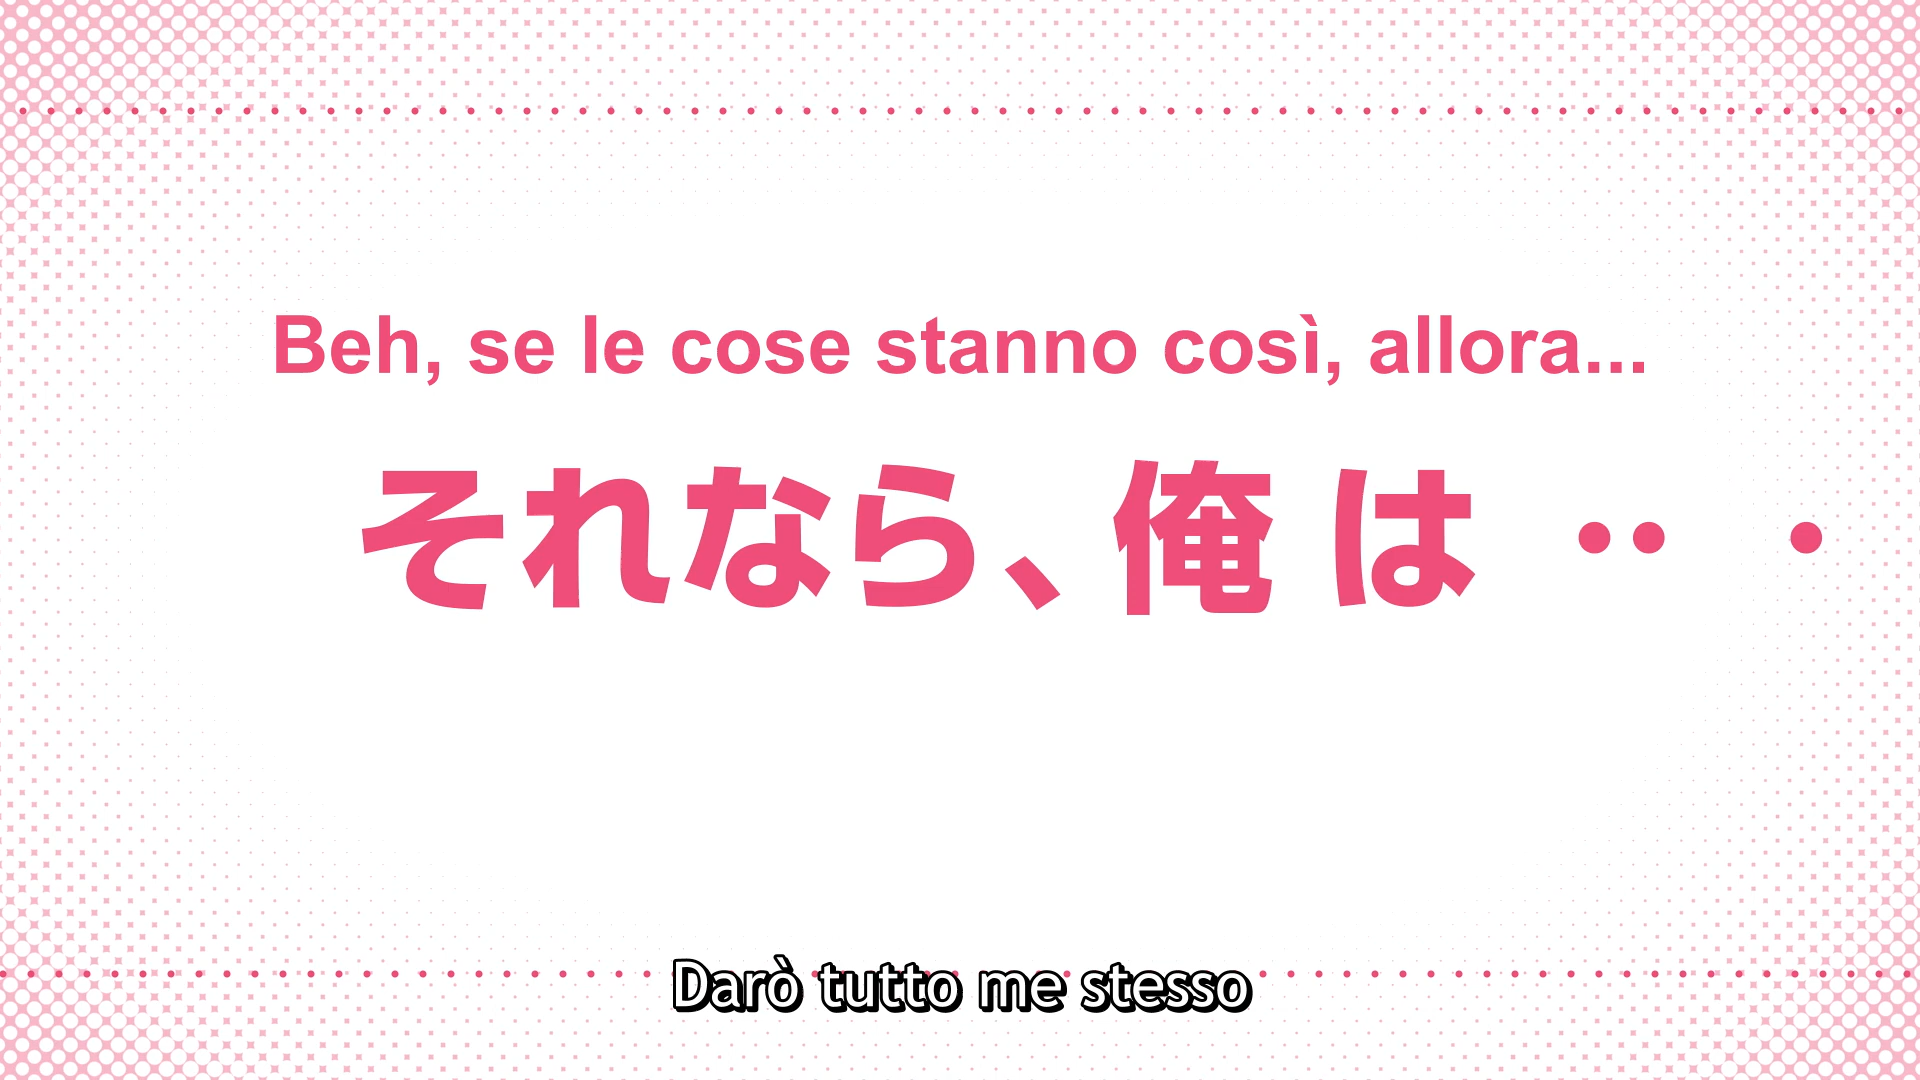 Beh, se le cose stanno così, allora...
それなら、俺は・・・
Darò tutto me stesso